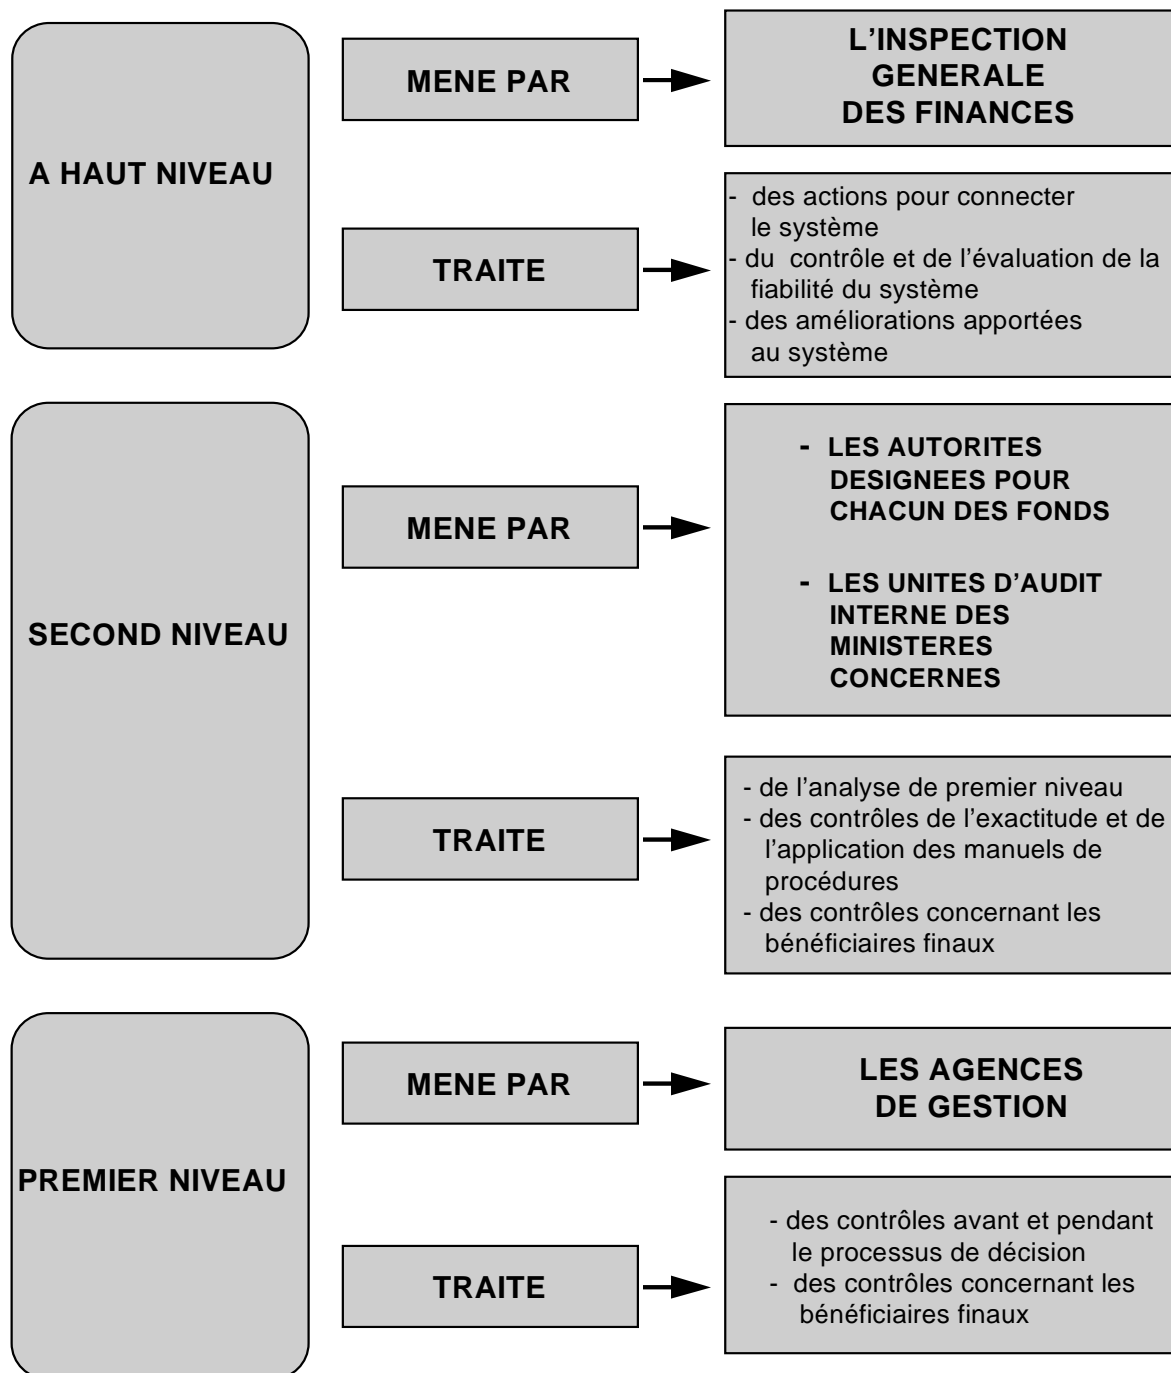 A HAUT NIVEAU
MENE PAR
L’INSPECTION
GENERALE
DES FINANCES
TRAITE
- des actions pour connecter
le système
- du contrôle et de l’évaluation de la
fiabilité du système
- des améliorations apportées
au système
SECOND NIVEAU
MENE PAR
- LES AUTORITES
DESIGNEES POUR
CHACUN DES FONDS
- LES UNITES D’AUDIT
INTERNE DES
MINISTERES
CONCERNES
TRAITE
- de l’analyse de premier niveau
- des contrôles de l’exactitude et de
l’application des manuels de
procédures
- des contrôles concernant les
bénéficiaires finaux
PREMIER NIVEAU
MENE PAR
LES AGENCES
DE GESTION
TRAITE
- des contrôles avant et pendant
le processus de décision
- des contrôles concernant les
bénéficiaires finaux